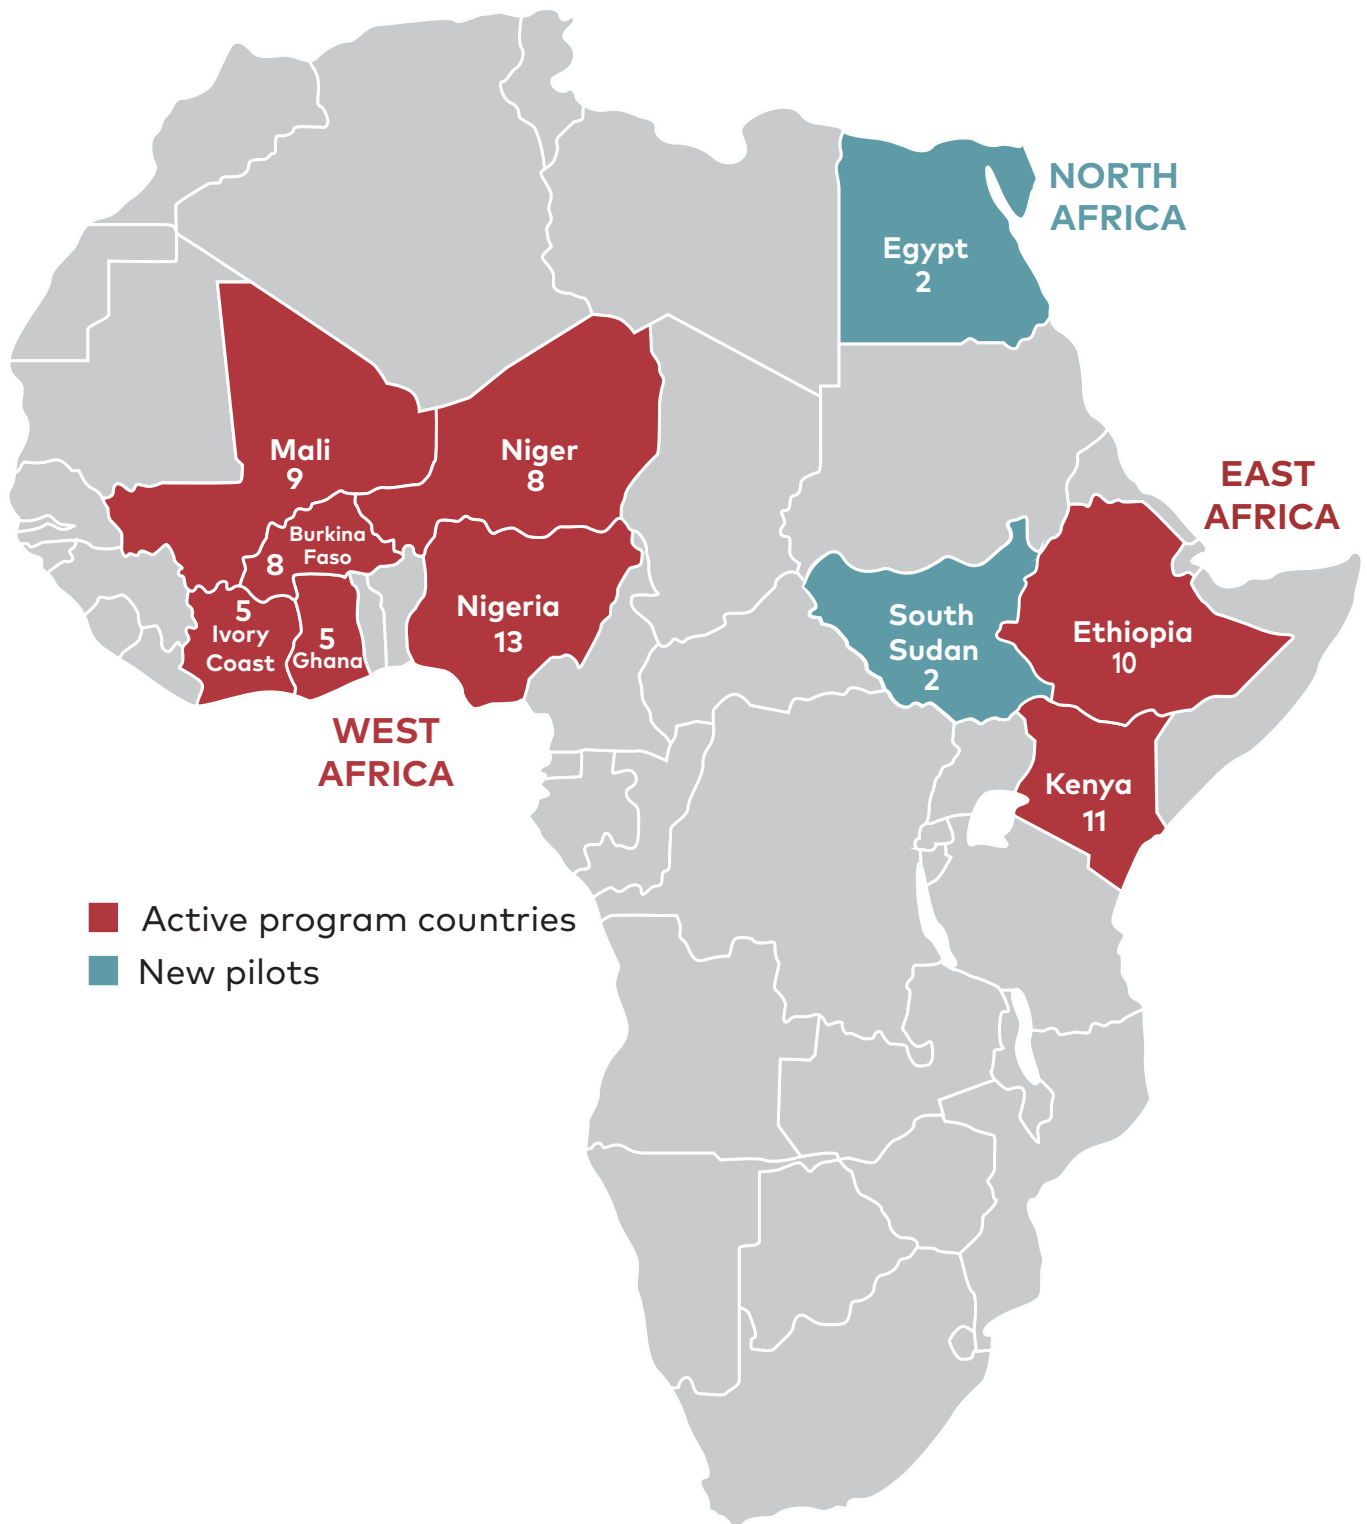 NORTH
AFRICA
Egypt
2
Mali
9
Niger
8
EAST
AFRICA
Burkina
Faso
8
Nigeria
13
5
Ivory
Coast
5
Ghana
South
Sudan
2
Ethiopia
10
WEST
AFRICA
Kenya
11
Active program countries
New pilots